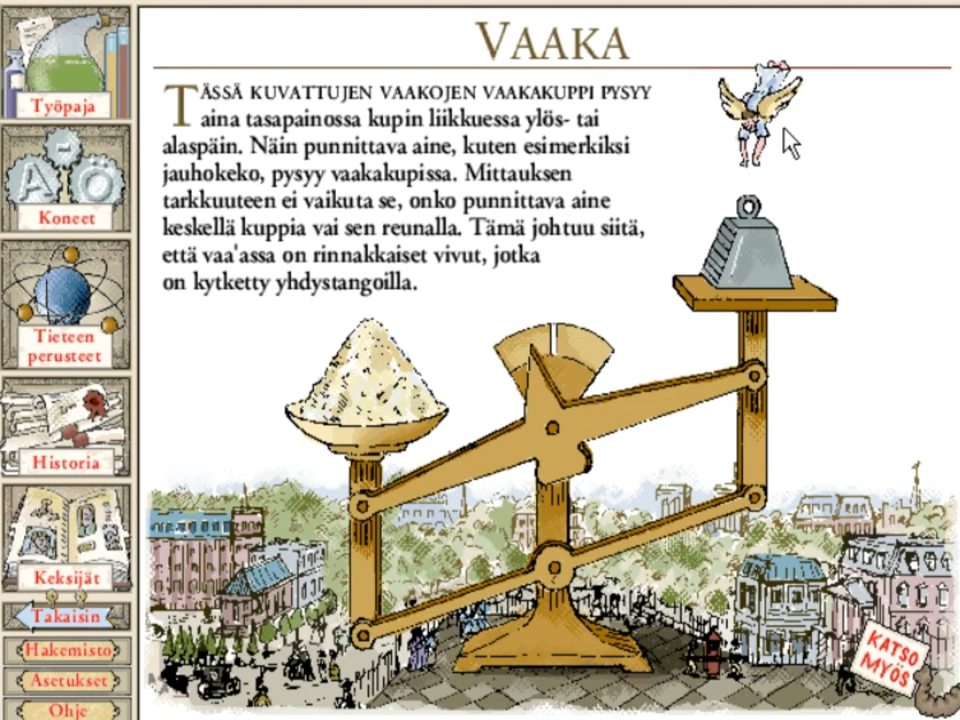 Työpaja
Koneet
Tieteen
perusteet
Historia
Keksijät
Takaisin
Hakemisto
Asetukset
Ohje
VAAKA
TÄSSÄ KUVATTUJEN VAAKOJEN VAAKAKUPPI PYSYY
aina tasapainossa kupin liikkuessa ylös- tai
alaspäin. Näin punnittava aine, kuten esimerkiksi
jauhokeko, pysyy vaakakupissa. Mittauksen
tarkkuuteen ei vaikuta se, onko punnittava aine
keskellä kuppia vai sen reunalla. Tämä johtuu siitä,
että vaa'assa on rinnakkaiset vivut, jotka
on kytketty yhdystangoilla.
KATSO
MYÖS